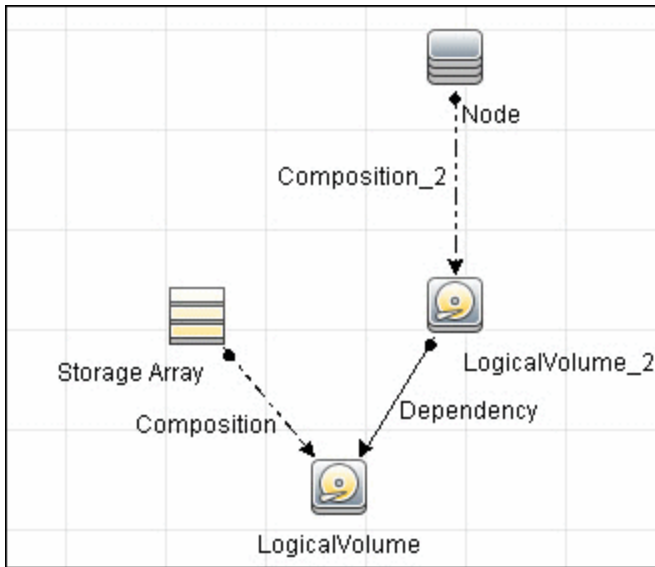 Node
Composition_2
LogicalVolume_2
Storage Array
Dependency
Composition
LogicalVolume